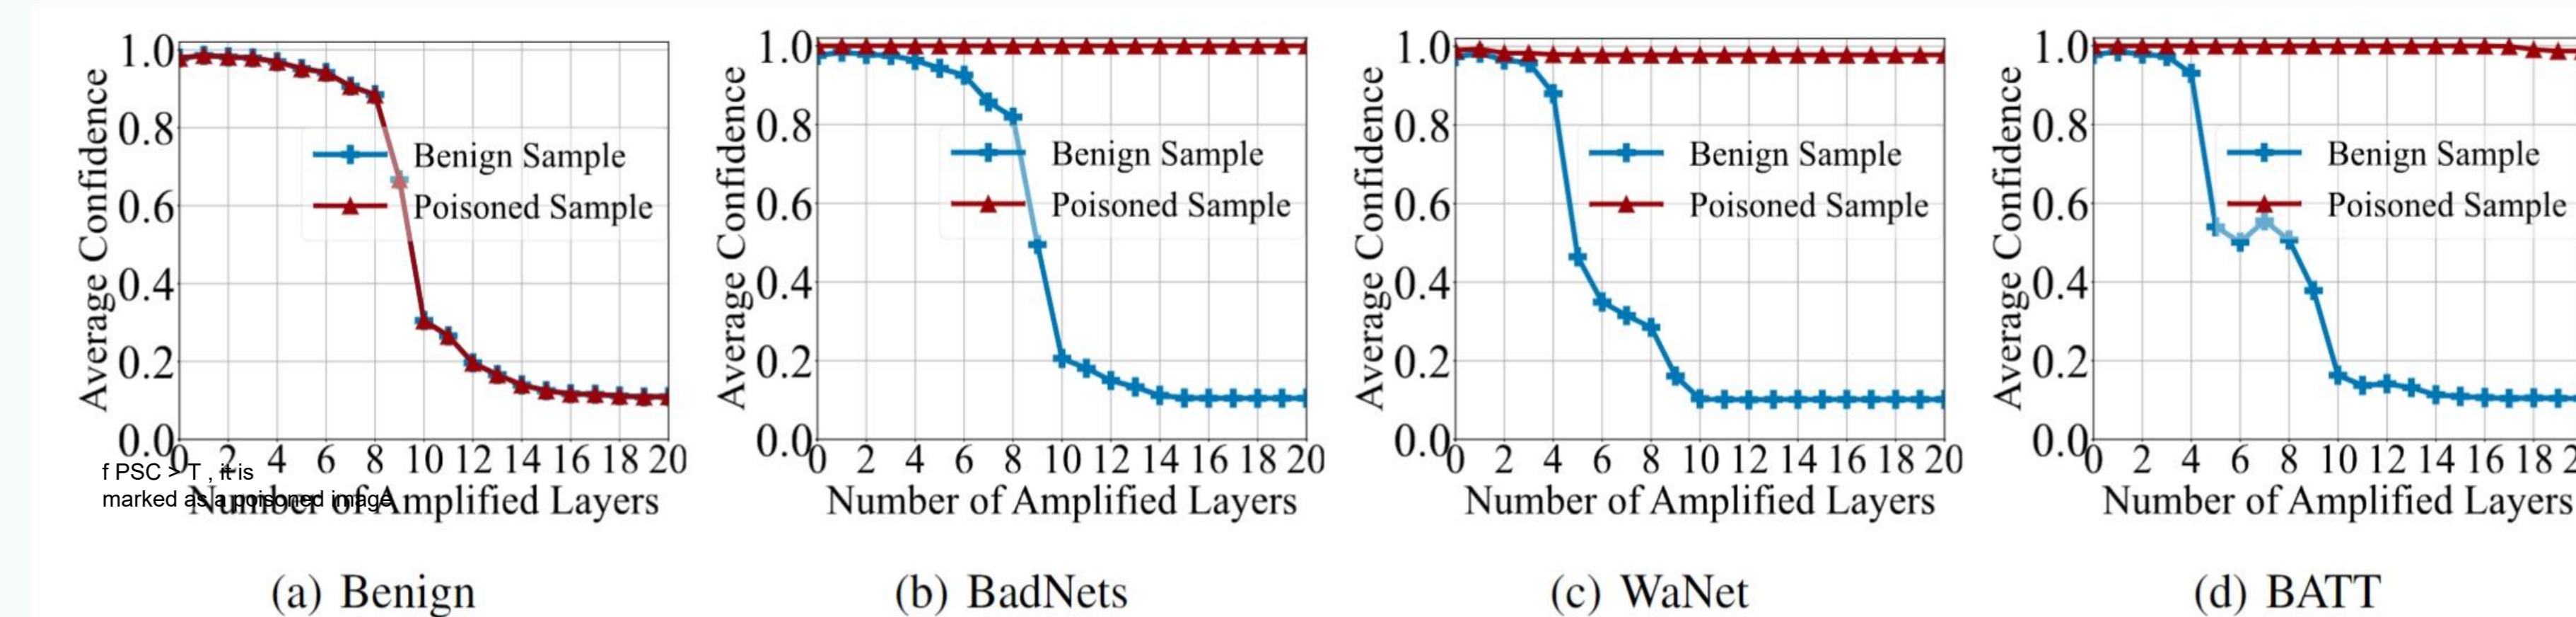 1.0
0.8
0.6
0.4
0.2
0.0
Average Confidence
Benign Sample
Poisoned Sample
0 2 4 6 8 10 12 14 16 18 20
Number of Amplified Layers
f PSC > T , it is
marked as a poisoned image
(a) Benign
1.0
0.8
0.6
0.4
0.2
0.0
Average Confidence
Benign Sample
Poisoned Sample
0 2 4 6 8 10 12 14 16 18 20
Number of Amplified Layers
(b) BadNets
1.0
0.8
0.6
0.4
0.2
0.0
Average Confidence
Benign Sample
Poisoned Sample
0 2 4 6 8 10 12 14 16 18 20
Number of Amplified Layers
(c) WaNet
1.0
0.8
0.6
0.4
0.2
0.0
Average Confidence
Benign Sample
Poisoned Sample
0 2 4 6 8 10 12 14 16 18 2
Number of Amplified Layers
(d) BATT